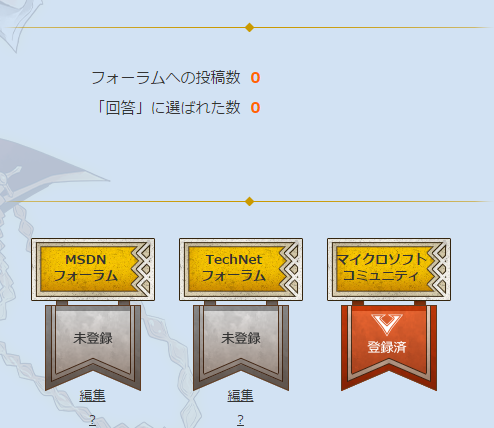 フォーラムへの投稿数 0
「回答」に選ばれた数 0
MSDN
フォーラム
未登録
編集
?
TechNet
フォーラム
未登録
編集
?
マイクロソフト
コミュニティ
登録済